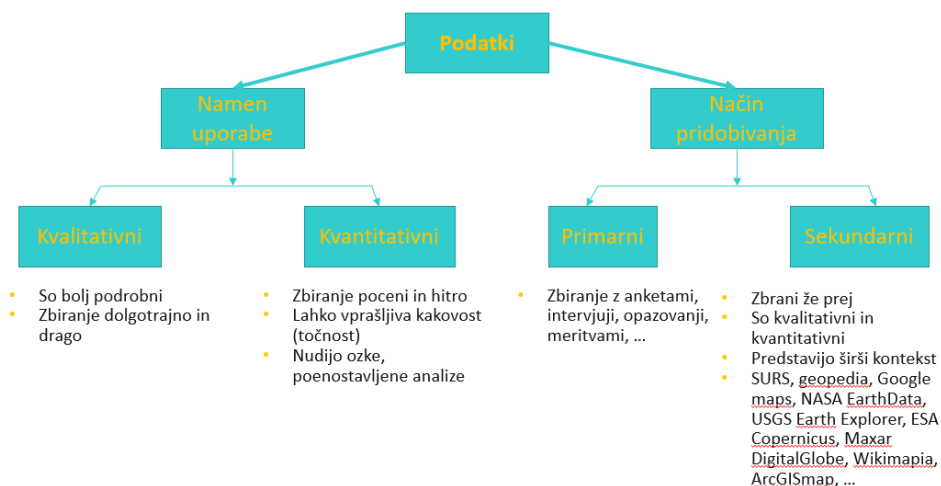 Podatki
Namen
uporabe
Način
pridobivanja
Kvalitativni
Kvantitativni
Primarni
Sekundarni
• So bolj podrobni
• Zbiranje dolgotrajno in
drago
• Zbiranje poceni in hitro
• Lahko vprašljiva kakovost
(točnost)
• Nudijo ozke,
poenostavljene analize
• Zbiranje z anketami,
intervjuji, opazovanji,
meritvami, …
• Zbrani že prej
• So kvalitativni in
kvantitativni
• Predstavijo širši kontekst
• SURS, geopedia, Google
maps, NASA EarthData,
USGS Earth Explorer, ESA
Copernicus, Maxar
DigitalGlobe, Wikimapia,
ArcGISmap, …